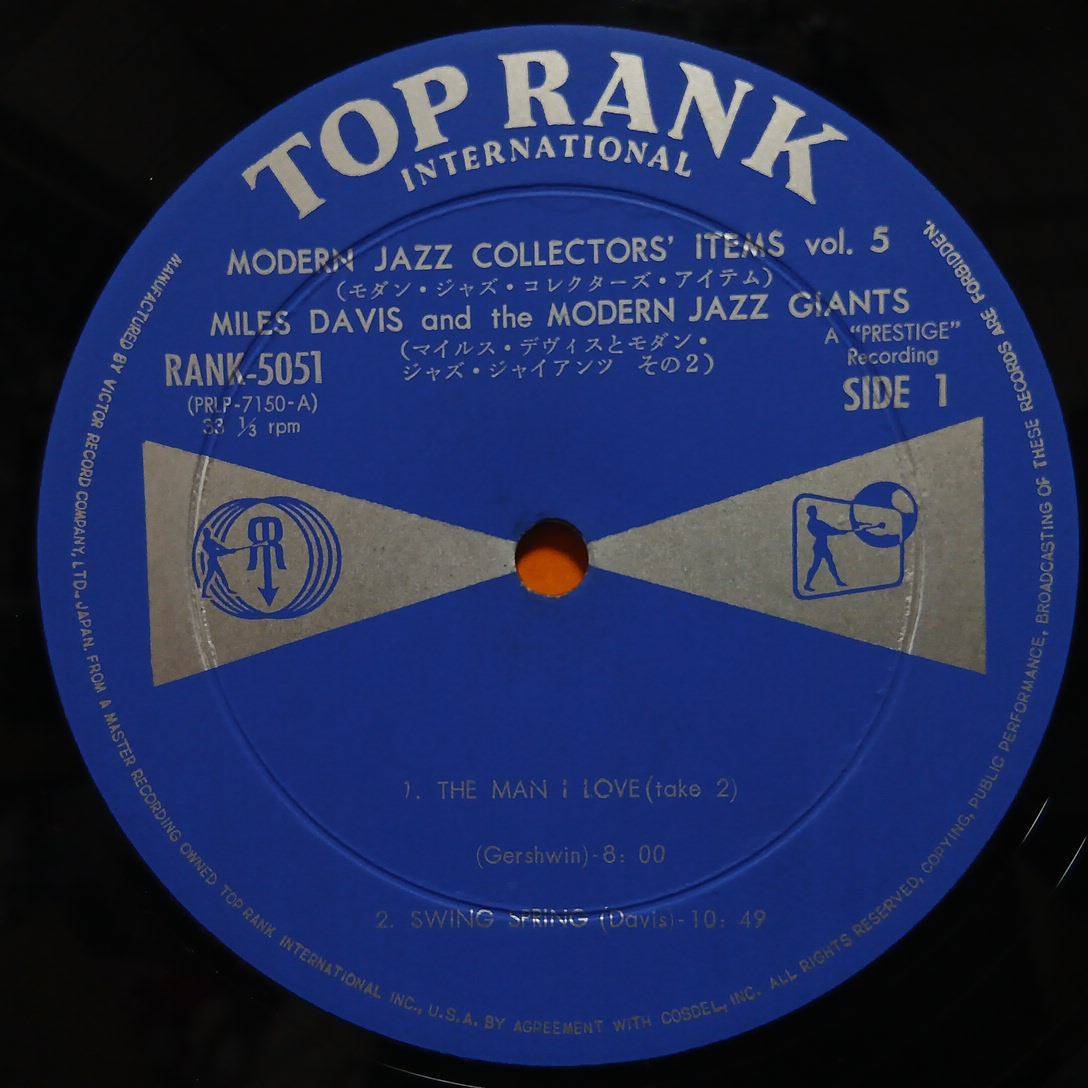 TOP RANK
INTERNATIONAL
MODERN JAZZ COLLECTORS' ITEMS vol. 5
(モダン・ジャズ・コレクターズ・アイテム)
MILES DAVIS and the MODERN JAZZ GIANTS
(マイルス・デヴィスとモダン・
ジャズ・ジャイアンツ その2)
RANK-5051
(PRLP-7150-A)
33 ⅓ rpm
A "PRESTIGE"
Recording
SIDE 1
1. THE MAN I LOVE (take 2)
(Gershwin)-8: 00
2. SWING SPRING (Davis)-10: 49
MANUFACTURED BY VICTOR RECORD COMPANY, LTD., JAPAN. FROM A MASTER RECORDING OWNED TOP RANK INTERNATIONAL INC., U.S.A. BY AGREEMENT WITH COSDEL, INC. ALL RIGHTS RESERVED, COPYING, PUBLIC PERFORMANCE, BROADCASTING OF THESE RECORDS ARE FORBIDDEN.